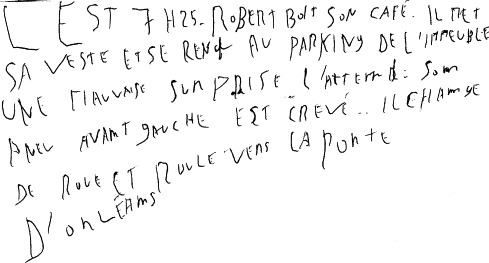 C'EST 7H25. ROBERT BOIT SON CAFÉ. IL MET
SA VESTE ET SE REND AU PARKING DE L'IMMEUBLE
UNE MAUVAISE SURPRISE L'ATTEND: SON
PNEU AVANT GAUCHE EST CREVÉ.. IL CHANGE
DE ROUE ET ROULE VERS LA PORTE
D'ORLÉANS